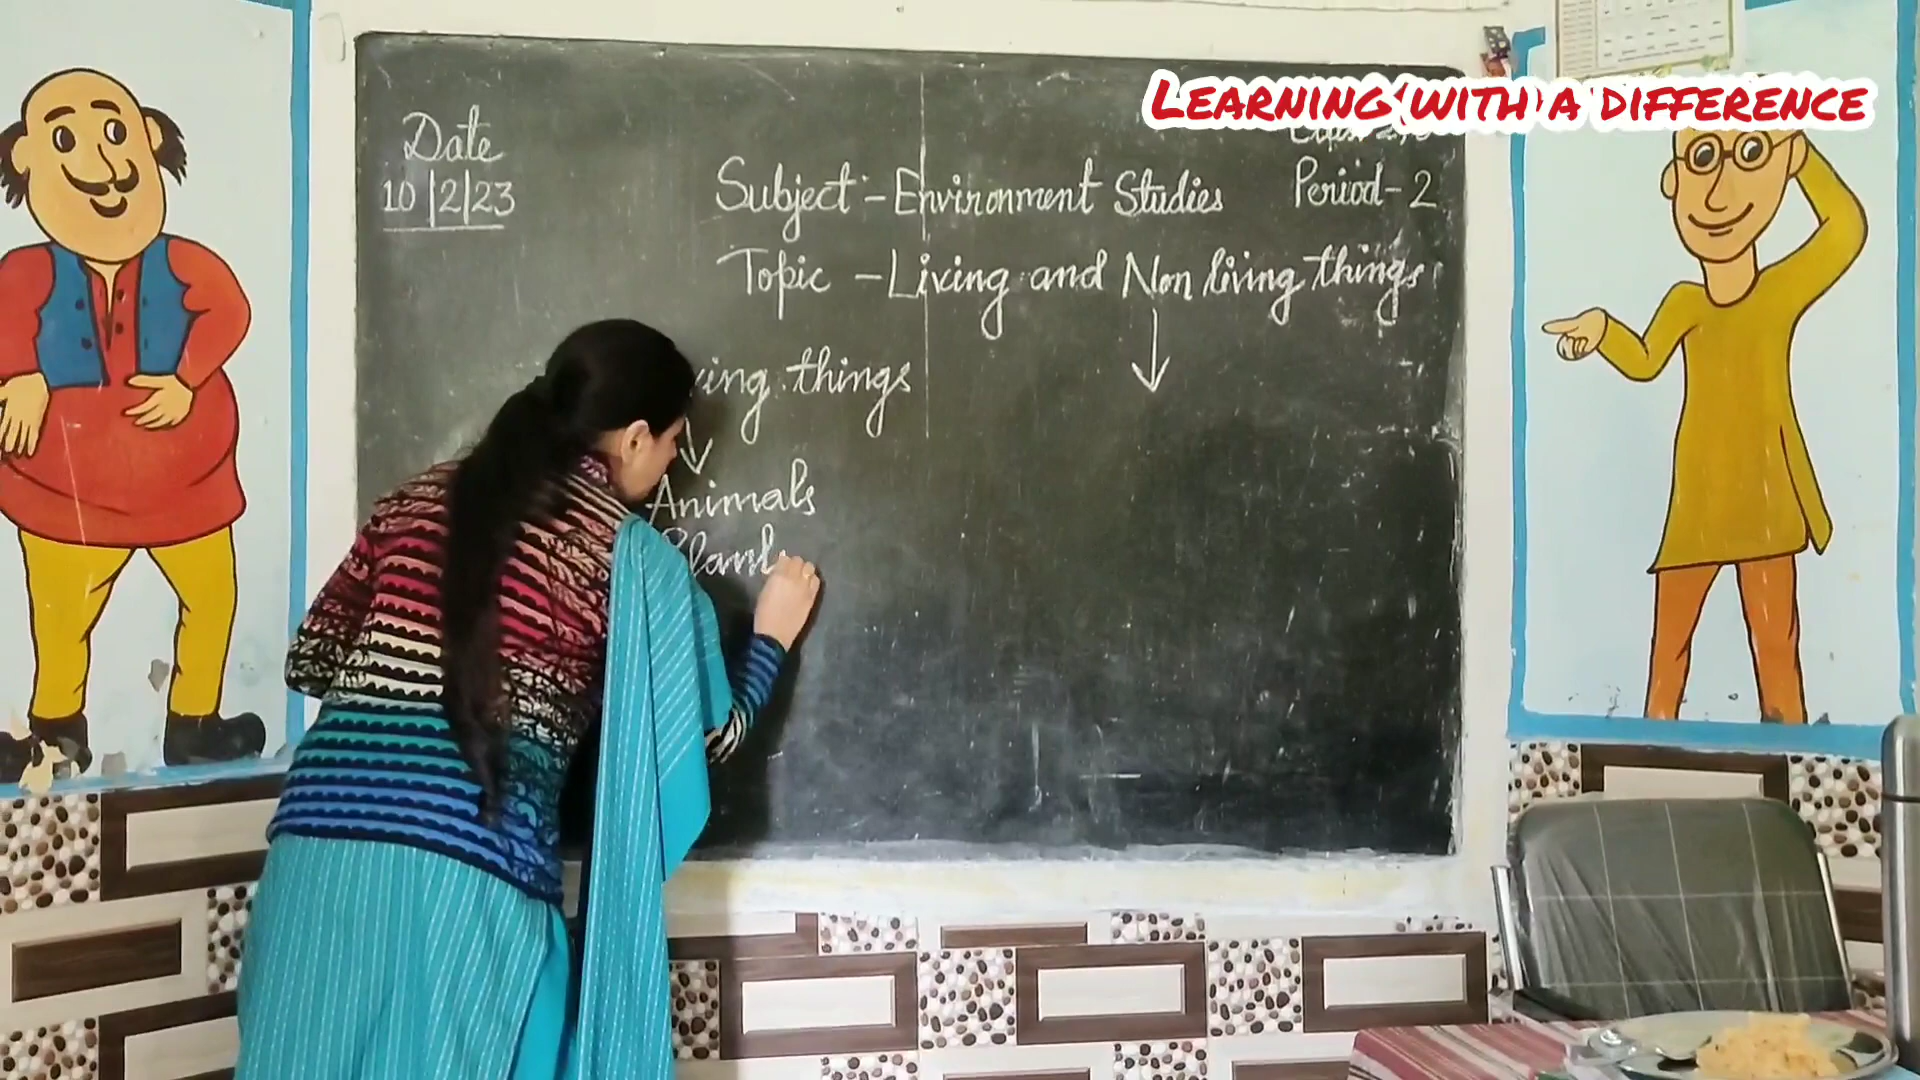 LEARNING WITH A DIFFERENCE
Date
10/2/23
Subject:- Environment Studies
Period-2
Topic - Living and Non living things
things
Animals